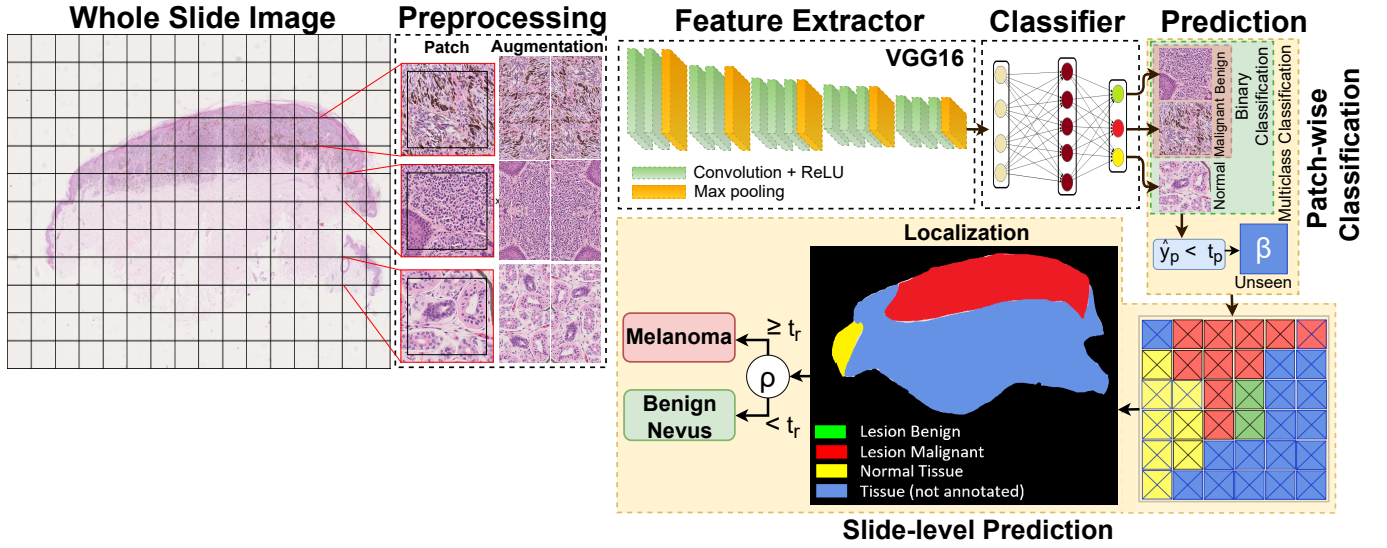 Whole Slide Image
Preprocessing
Patch
Augmentation
Feature Extractor
VGG16
Convolution + ReLU
Max pooling
Classifier
Prediction
Normal Malignant Benign
Binary
Classification
Multiclass Classification
Patch-wise
Classification
ŷp < tp
β
Unseen
Localization
Lesion Benign
Lesion Malignant
Normal Tissue
Tissue (not annotated)
≥ tr
Melanoma
ρ
Benign
Nevus
< tr
Slide-level Prediction